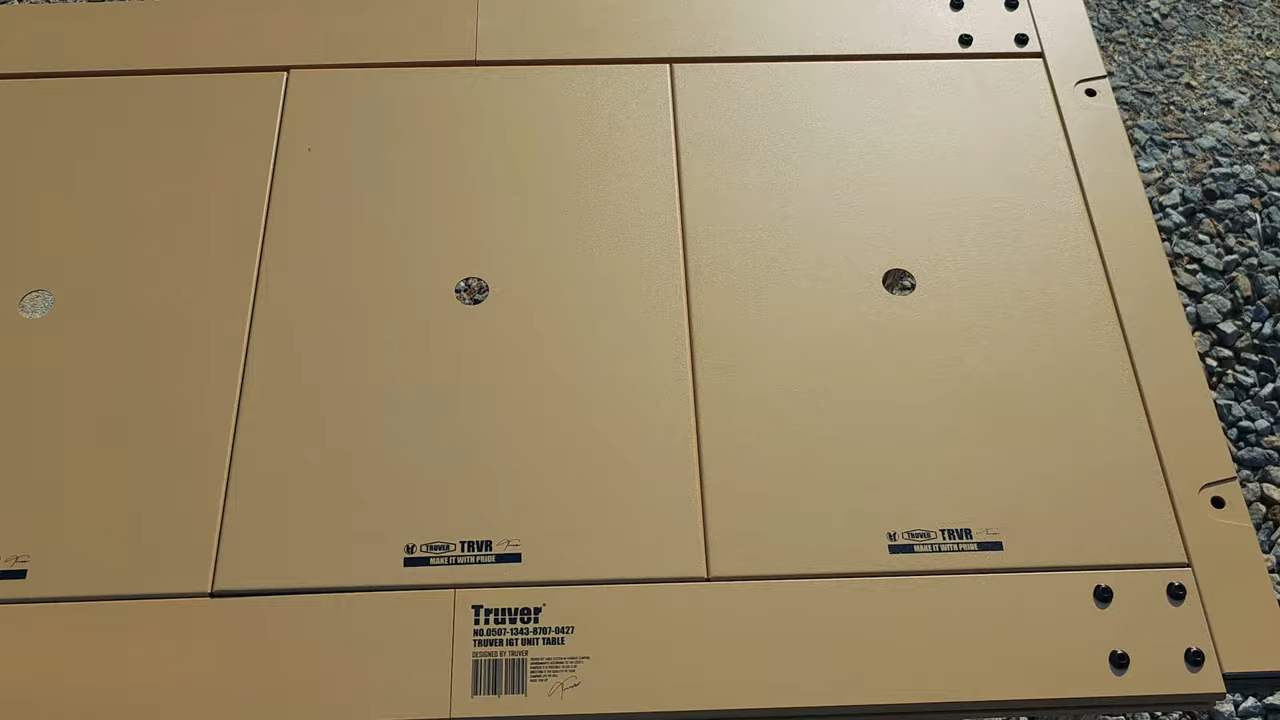 TRUVER TRVR
MAKE IT WITH PRIDE
TRUVER TRVR
MAKE IT WITH PRIDE
Truver
NO.0507-1343-8707-0427
TRUVER IGT UNIT TABLE
DESIGNED BY TRUVER